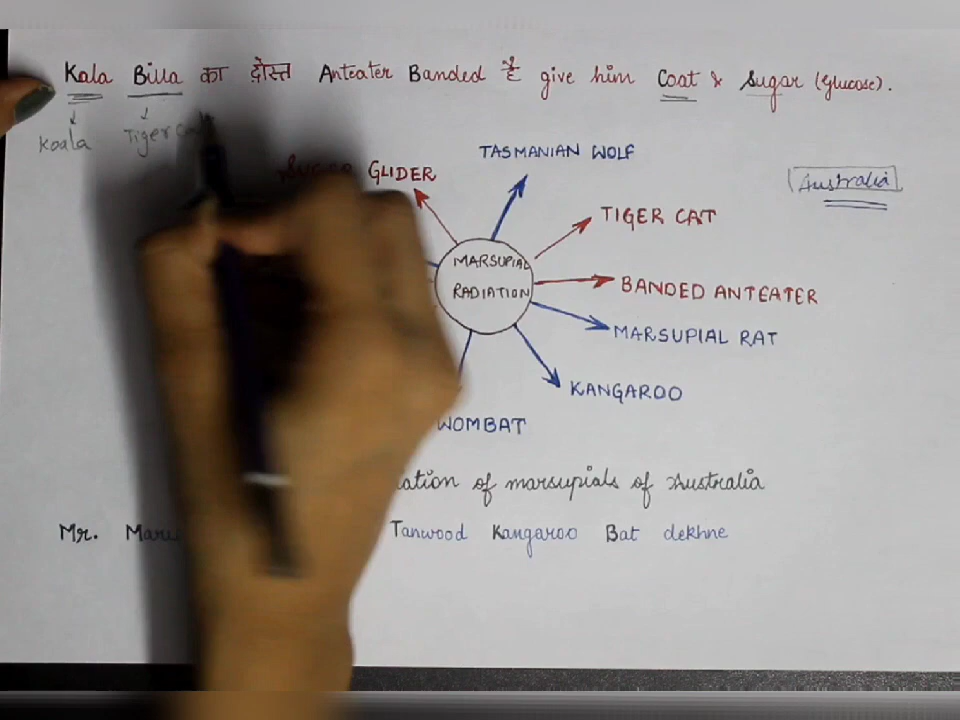 Kala Billa का दोस्त Anteater Banded है give him Coat & Sugar (Glucose).
Koala Tiger
TASMANIAN WOLF
GLIDER
Australia
TIGER CAT
MARSUPIAL
RADIATION
BANDED ANTEATER
MARSUPIAL RAT
KANGAROO
WOMBAT
of marsupials of Australia
Mr. Tanwood Kangaroo Bat dekhne